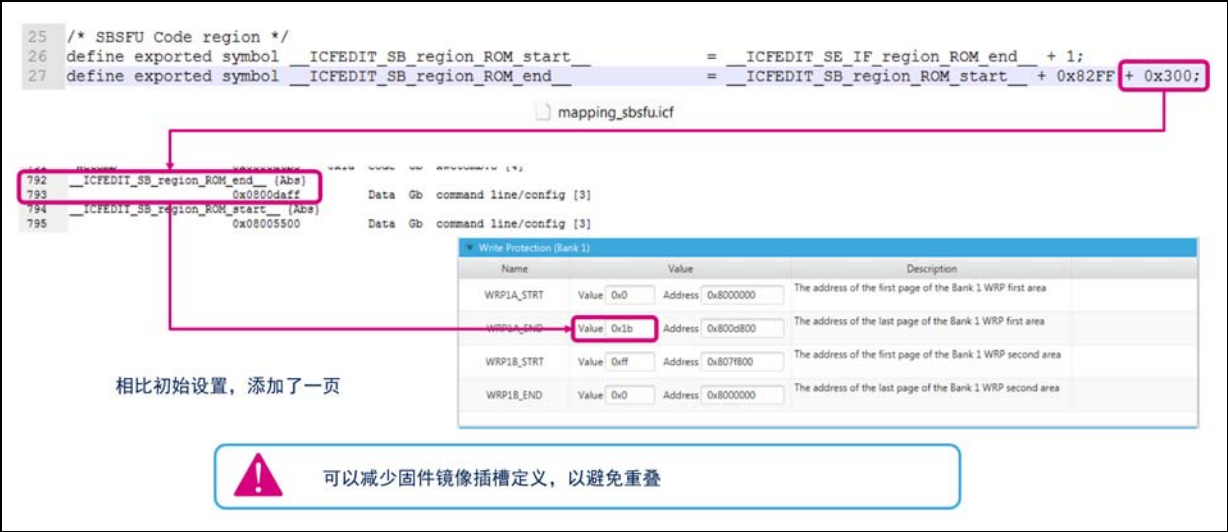 25 /* SBSFU Code region */
26 define exported symbol __ICFEDIT_SB_region_ROM_start__ = __ICFEDIT_SE_IF_region_ROM_end__ + 1;
27 define exported symbol __ICFEDIT_SB_region_ROM_end__ = __ICFEDIT_SB_region_ROM_start__ + 0x82FF + 0x300;
mapping_sbsfu.icf
792 __ICFEDIT_SB_region_ROM_end__ {Abs}
793 0x0800daff Data Gb command line/config [3]
794 __ICFEDIT_SB_region_ROM_start__ {Abs}
795 0x08005500 Data Gb command line/config [3]
Write Protection (Bank 1)
Name Value Description
WRP1A_STRT Value 0x0 Address 0x8000000 The address of the first page of the Bank 1 WRP first area
WRP1A_END Value 0x1b Address 0x800d800 The address of the last page of the Bank 1 WRP first area
WRP1B_STRT Value 0xff Address 0x807f800 The address of the first page of the Bank 1 WRP second area
WRP1B_END Value 0x0 Address 0x8000000 The address of the last page of the Bank 1 WRP second area
相比初始设置，添加了一页
可以减少固件镜像插槽定义，以避免重叠